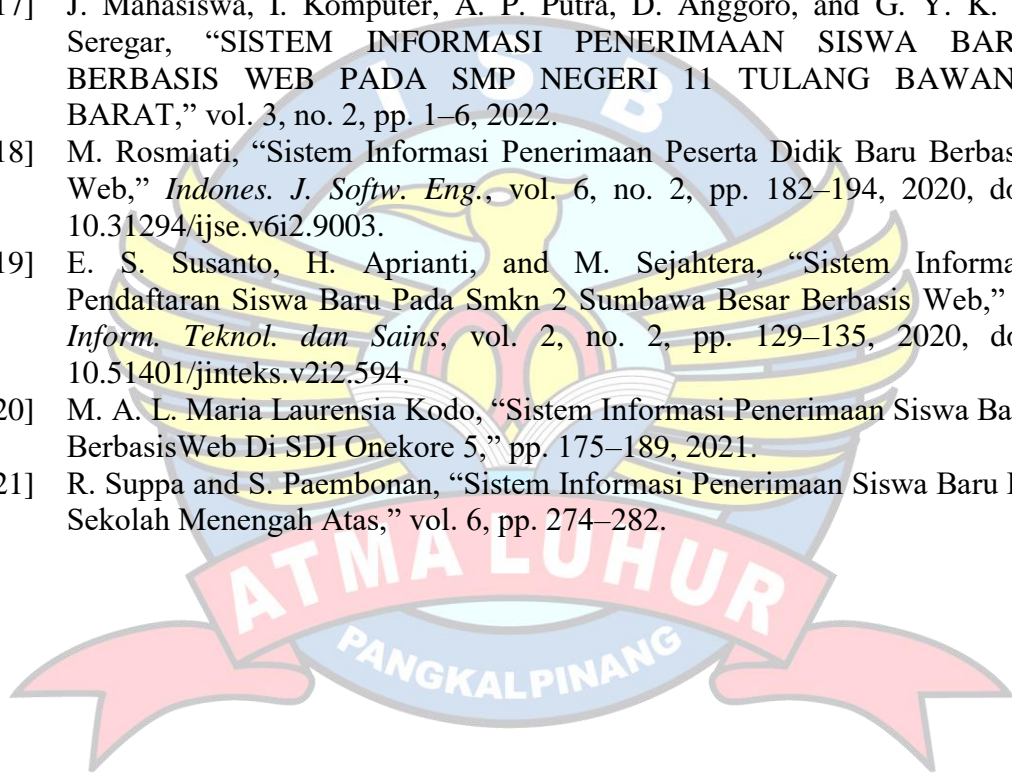 17] J. Mahasiswa, I. Komputer, A. P. Putra, D. Anggoro, and G. Y. K.
Seregar, “SISTEM INFORMASI PENERIMAAN SISWA BAR
BERBASIS WEB PADA SMP NEGERI 11 TULANG BAWAN
BARAT,” vol. 3, no. 2, pp. 1–6, 2022.
18] M. Rosmiati, “Sistem Informasi Penerimaan Peserta Didik Baru Berbas
Web,” Indones. J. Softw. Eng., vol. 6, no. 2, pp. 182–194, 2020, do
10.31294/ijse.v6i2.9003.
19] E. S. Susanto, H. Aprianti, and M. Sejahtera, “Sistem Informa
Pendaftaran Siswa Baru Pada Smkn 2 Sumbawa Besar Berbasis Web,”
Inform. Teknol. dan Sains, vol. 2, no. 2, pp. 129–135, 2020, do
10.51401/jinteks.v2i2.594.
20] M. A. L. Maria Laurensia Kodo, “Sistem Informasi Penerimaan Siswa Ba
BerbasisWeb Di SDI Onekore 5,” pp. 175–189, 2021.
21] R. Suppa and S. Paembonan, “Sistem Informasi Penerimaan Siswa Baru
Sekolah Menengah Atas,” vol. 6, pp. 274–282.
I S B
ATMA LUHUR
PANGKALPINANG